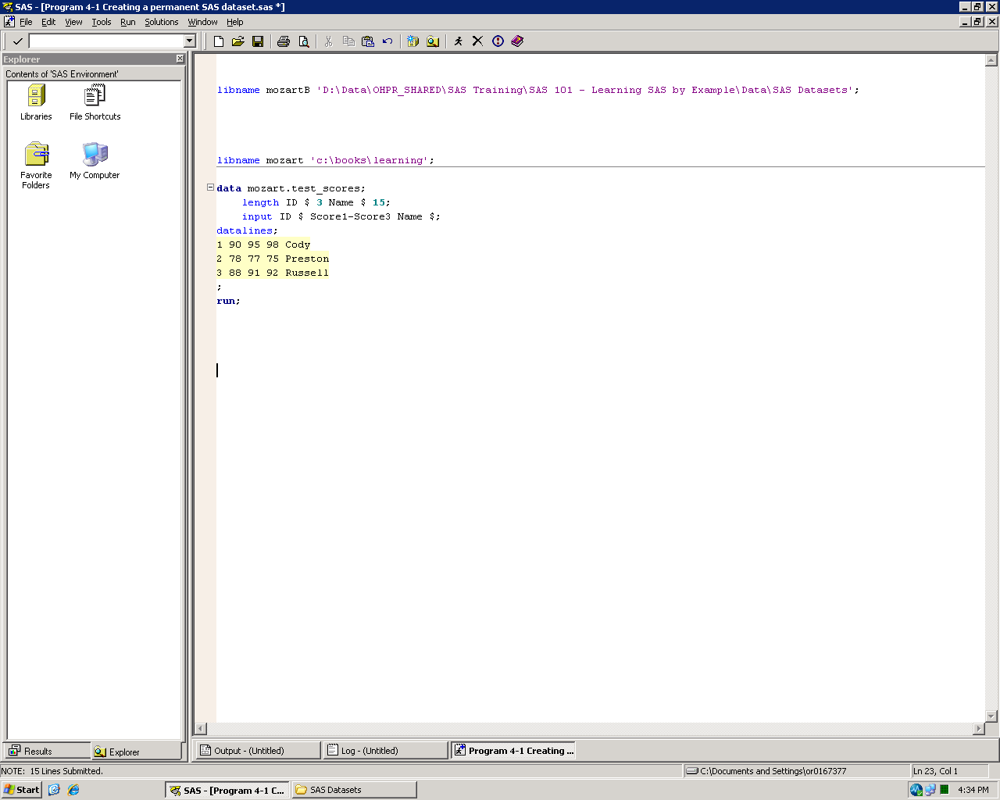 SAS - [Program 4-1 Creating a permanent SAS dataset.sas *]
File Edit View Tools Run Solutions Window Help
Explorer
Contents of 'SAS Environment'
Libraries
File Shortcuts
Favorite Folders
My Computer
libname mozartB 'D:\Data\OHPR_SHARED\SAS Training\SAS 101 - Learning SAS by Example\Data\SAS Datasets';
libname mozart 'c:\books\learning';
data mozart.test_scores;
length ID $ 3 Name $ 15;
input ID $ Score1-Score3 Name $;
datalines;
1 90 95 98 Cody
2 78 77 75 Preston
3 88 91 92 Russell
;
run;
Results
Explorer
Output - (Untitled)
Log - (Untitled)
Program 4-1 Creating ...
NOTE: 15 Lines Submitted.
C:\Documents and Settings\or0167377
Ln 23, Col 1
Start
SAS - [Program 4-1 C...
SAS Datasets
4:34 PM